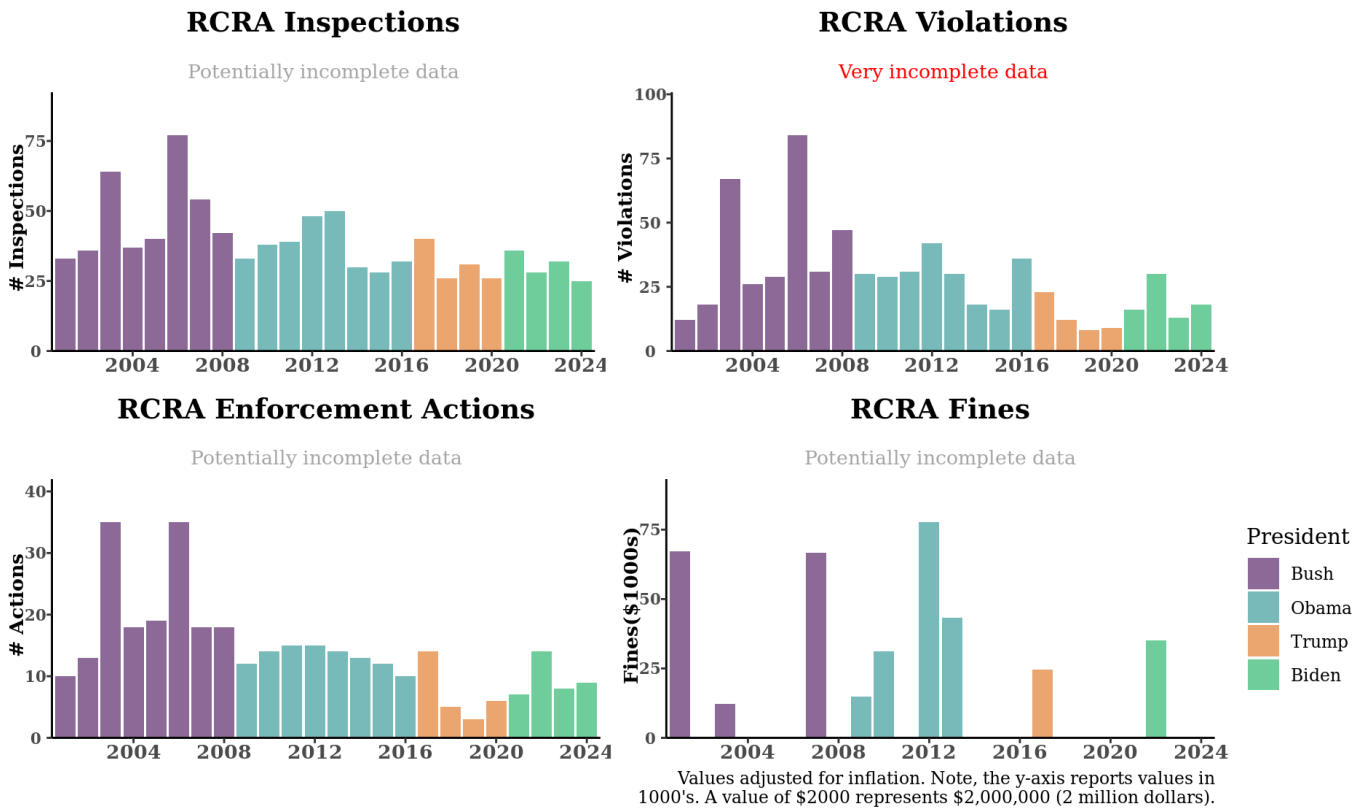 RCRA Inspections
Potentially incomplete data
# Inspections
75
50
25
0
2004 2008 2012 2016 2020 2024
RCRA Violations
Very incomplete data
# Violations
100
75
50
25
0
2004 2008 2012 2016 2020 2024
RCRA Enforcement Actions
Potentially incomplete data
# Actions
40
30
20
10
0
2004 2008 2012 2016 2020 2024
RCRA Fines
Potentially incomplete data
Fines($1000s)
75
50
25
0
2004 2008 2012 2016 2020 2024
President
Bush
Obama
Trump
Biden
Values adjusted for inflation. Note, the y-axis reports values in
1000's. A value of $2000 represents $2,000,000 (2 million dollars).